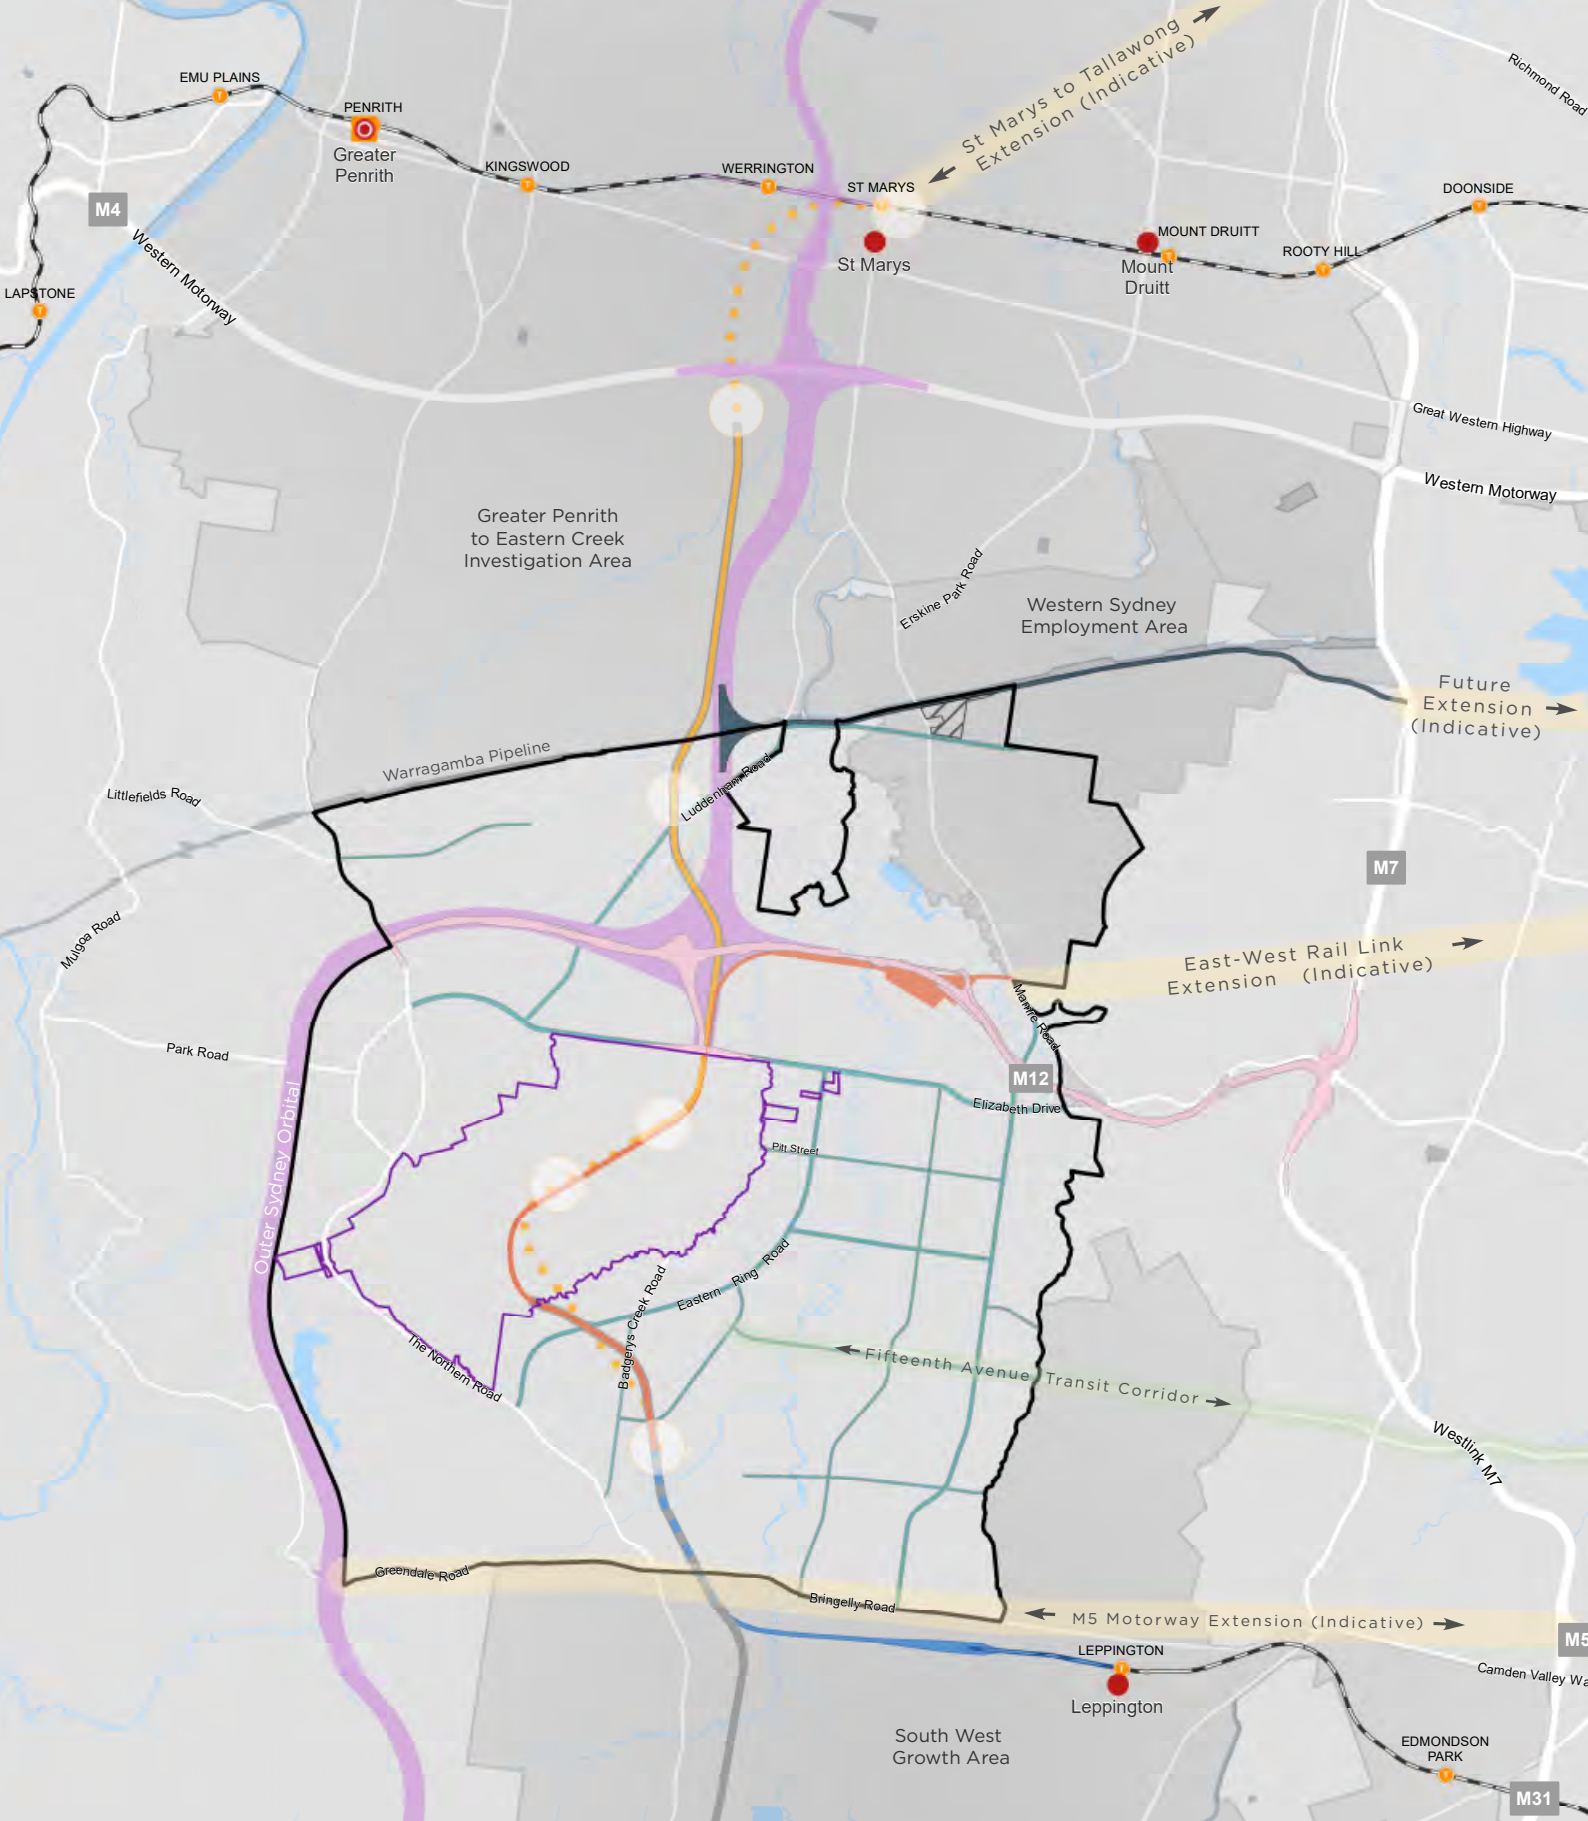 St Marys to Tallawong
Extension (Indicative)
Richmond Road
EMU PLAINS
PENRITH
Greater
Penrith
KINGSWOOD
WERRINGTON
ST MARYS
St Marys
MOUNT DRUITT
Mount
Druitt
ROOTY HILL
DOONSIDE
M4
Western Motorway
LAPSTONE
Great Western Highway
Western Motorway
Greater Penrith
to Eastern Creek
Investigation Area
Erskine Park Road
Western Sydney
Employment Area
Future
Extension
(Indicative)
Warragamba Pipeline
Luddenham Road
Littlefields Road
M7
Mulgoa Road
East-West Rail Link
Extension (Indicative)
Mamre Road
Park Road
M12
Elizabeth Drive
Outer Sydney Orbital
Pitt Street
Eastern Ring Road
Badgerys Creek Road
The Northern Road
Fifteenth Avenue Transit Corridor
Westlink M7
Greendale Road
Bringelly Road
M5 Motorway Extension (Indicative)
M5
LEPPINGTON
Leppington
Camden Valley Wa
South West
Growth Area
EDMONDSON
PARK
M31